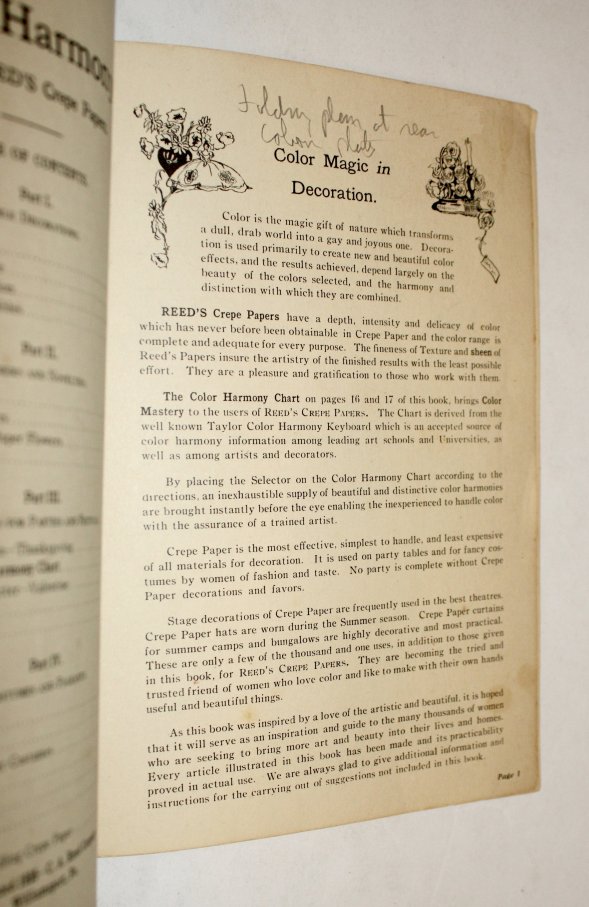 Harmon
REED'S Crepe Paper
OF CONTENTS
Part I.
Part II.
Part III.
Thanksgiving
Part IV.
Williamsport, Pa.
at rear
Color Magic in
Decoration.
Color is the magic gift of nature which transforms
a dull, drab world into a gay and joyous one. Decora-
tion is used primarily to create new and beautiful color
effects, and the results achieved, depend largely on the
beauty of the colors selected, and the harmony and
distinction with which they are combined.
REED'S Crepe Papers have a depth, intensity and delicacy of color
which has never before been obtainable in Crepe Paper and the color range is
complete and adequate for every purpose. The fineness of Texture and sheen of
Reed's Papers insure the artistry of the finished results with the least possible
effort. They are a pleasure and gratification to those who work with them.
The Color Harmony Chart on pages 16 and 17 of this book, brings Color
Mastery to the users of REED'S CREPE PAPERS. The Chart is derived from the
well known Taylor Color Harmony Keyboard which is an accepted source of
color harmony information among leading art schools and Universities, as
well as among artists and decorators.
By placing the Selector on the Color Harmony Chart according to the
directions, an inexhaustible supply of beautiful and distinctive color harmonies
are brought instantly before the eye enabling the inexperienced to handle color
with the assurance of a trained artist.
Crepe Paper is the most effective, simplest to handle, and least expensive
of all materials for decoration. It is used on party tables and for fancy cos-
tumes by women of fashion and taste. No party is complete without Crepe
Paper decorations and favors.
Stage decorations of Crepe Paper are frequently used in the best theatres.
Crepe Paper hats are worn during the Summer season. Crepe Paper curtains
for summer camps and bungalows are highly decorative and most practical.
These are only a few of the thousand and one uses, in addition to those given
in this book, for REED'S CREPE PAPERS. They are becoming the tried and
trusted friend of women who love color and like to make with their own hands
useful and beautiful things.
As this book was inspired by a love of the artistic and beautiful, it is hoped
that it will serve as an inspiration and guide to the many thousands of women
who are seeking to bring more art and beauty into their lives and homes.
Every article illustrated in this book has been made and its practicability
proved in actual use. We are always glad to give additional information and
instructions for the carrying out of suggestions not included in this book.
Page 1